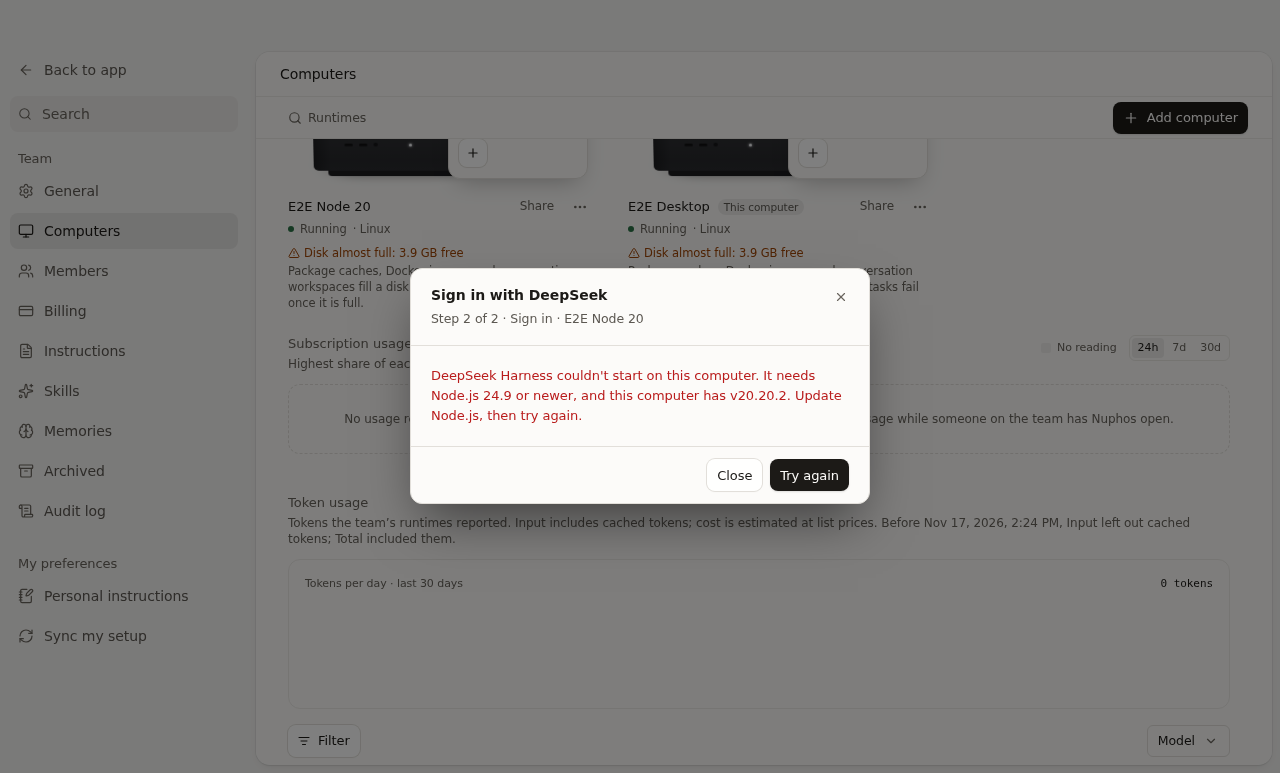 Back to app
Search
Team
General
Computers
Members
Billing
Instructions
Skills
Memories
Archived
Audit log
My preferences
Personal instructions
Sync my setup
Computers
Runtimes
Add computer
E2E Node 20
Share
Running · Linux
Disk almost full: 3.9 GB free
Package caches,
workspaces fill a disk
once it is full.
E2E Desktop
This computer
Share
Running · Linux
Disk almost full: 3.9 GB free
tasks fail
Subscription usage
Highest share of
No reading
24h
7d
30d
No usage
while someone on the team has Nuphos open.
Sign in with DeepSeek
Step 2 of 2 · Sign in · E2E Node 20
DeepSeek Harness couldn't start on this computer. It needs
Node.js 24.9 or newer, and this computer has v20.20.2. Update
Node.js, then try again.
Close
Try again
Token usage
Tokens the team's runtimes reported. Input includes cached tokens; cost is estimated at list prices. Before Nov 17, 2026, 2:24 PM, Input left out cached
tokens; Total included them.
Tokens per day · last 30 days
0 tokens
Filter
Model